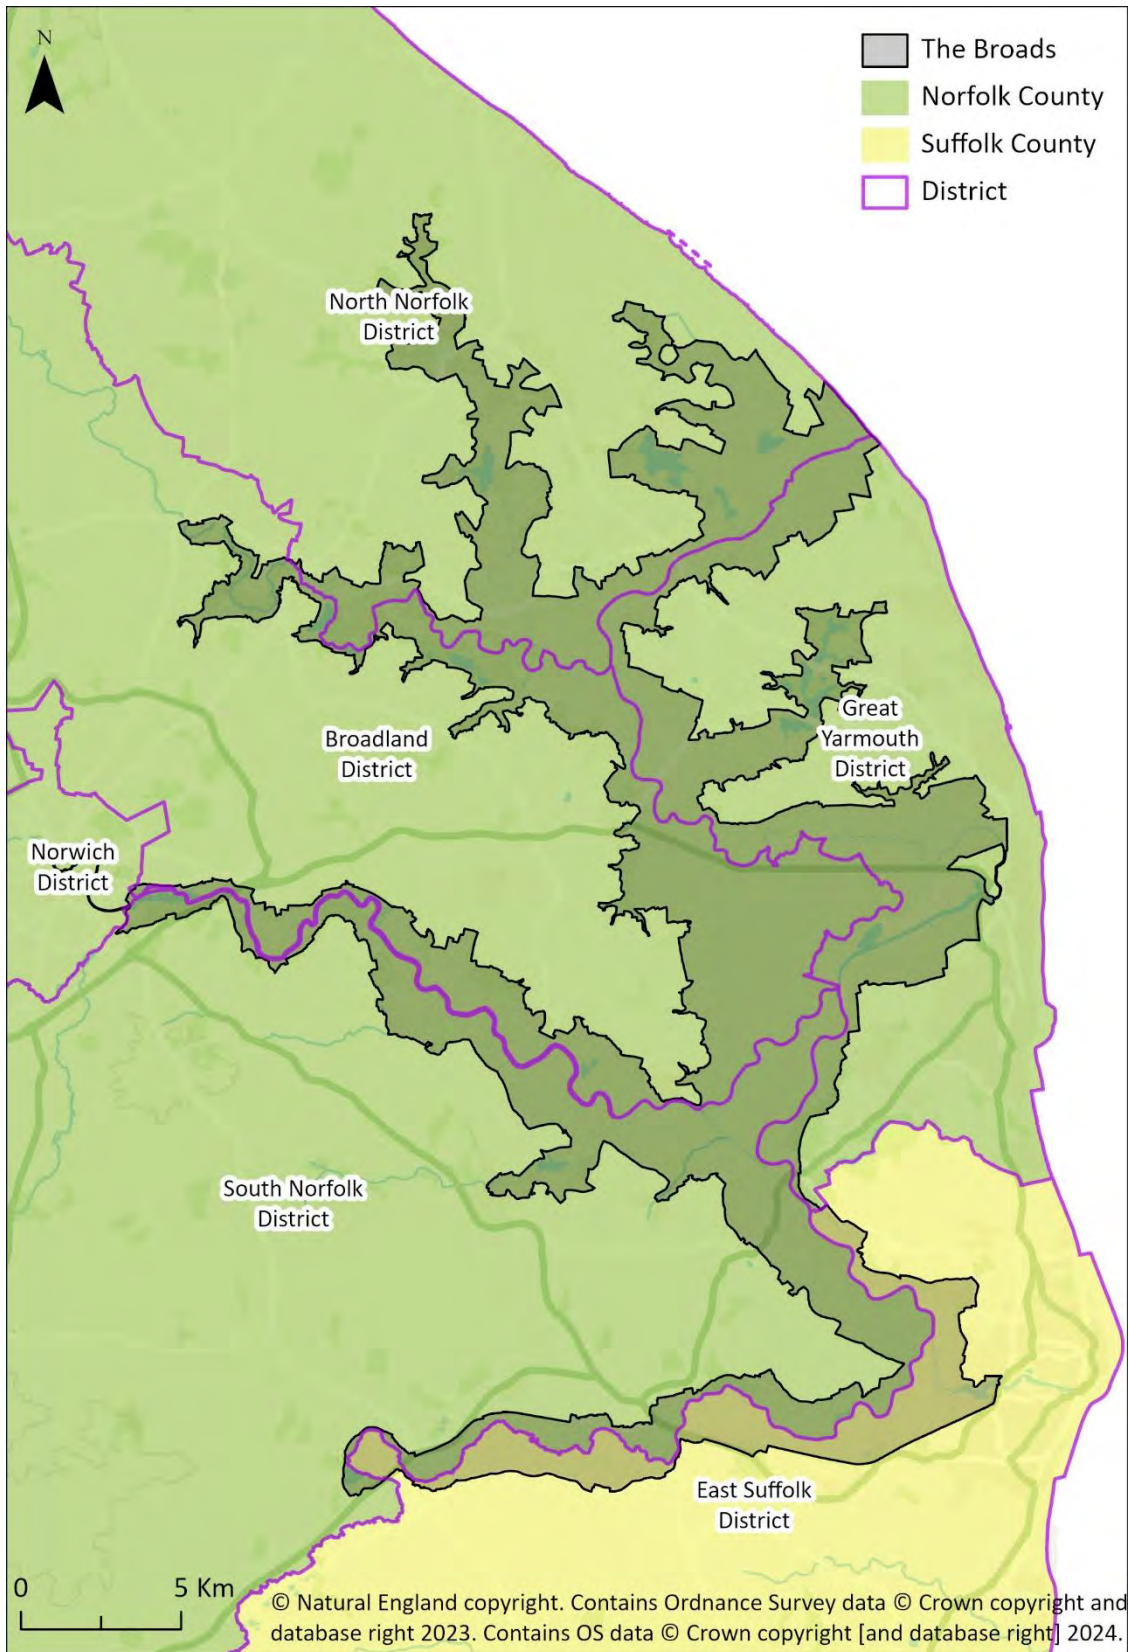 N
The Broads
Norfolk County
Suffolk County
District
North Norfolk
District
Broadland
District
Great
Yarmouth
District
Norwich
District
South Norfolk
District
East Suffolk
District
0 5 Km
© Natural England copyright. Contains Ordnance Survey data © Crown copyright and
database right 2023. Contains OS data © Crown copyright [and database right] 2024.